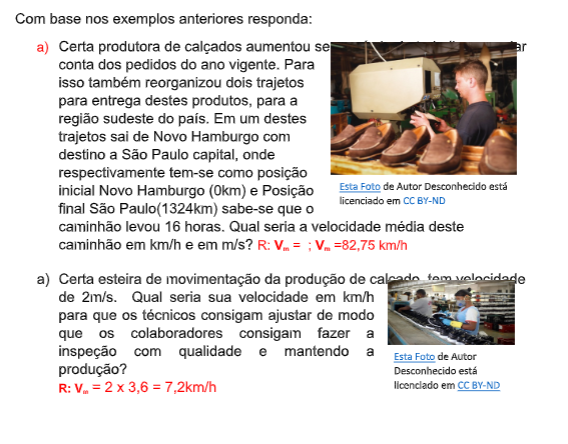 Com base nos exemplos anteriores responda:
a) Certa produtora de calçados aumentou se
conta dos pedidos do ano vigente. Para
isso também reorganizou dois trajetos
para entrega destes produtos, para a
região sudeste do país. Em um destes
trajetos sai de Novo Hamburgo com
destino a São Paulo capital, onde
respectivamente tem-se como posição
inicial Novo Hamburgo (0km) e Posição
final São Paulo(1324km) sabe-se que o
caminhão levou 16 horas. Qual seria a velocidade média deste
caminhão em km/h e em m/s? R: Vₘ = ; Vₘ =82,75 km/h
Esta Foto de Autor Desconhecido está
licenciado em CC BY-ND
a) Certa esteira de movimentação da produção de calçado, tem velocidade
de 2m/s. Qual seria sua velocidade em km/h
para que os técnicos consigam ajustar de modo
que os colaboradores consigam fazer a
inspeção com qualidade e mantendo a
produção?
R: Vₘ = 2 x 3,6 = 7,2km/h
Esta Foto de Autor
Desconhecido está
licenciado em CC BY-ND